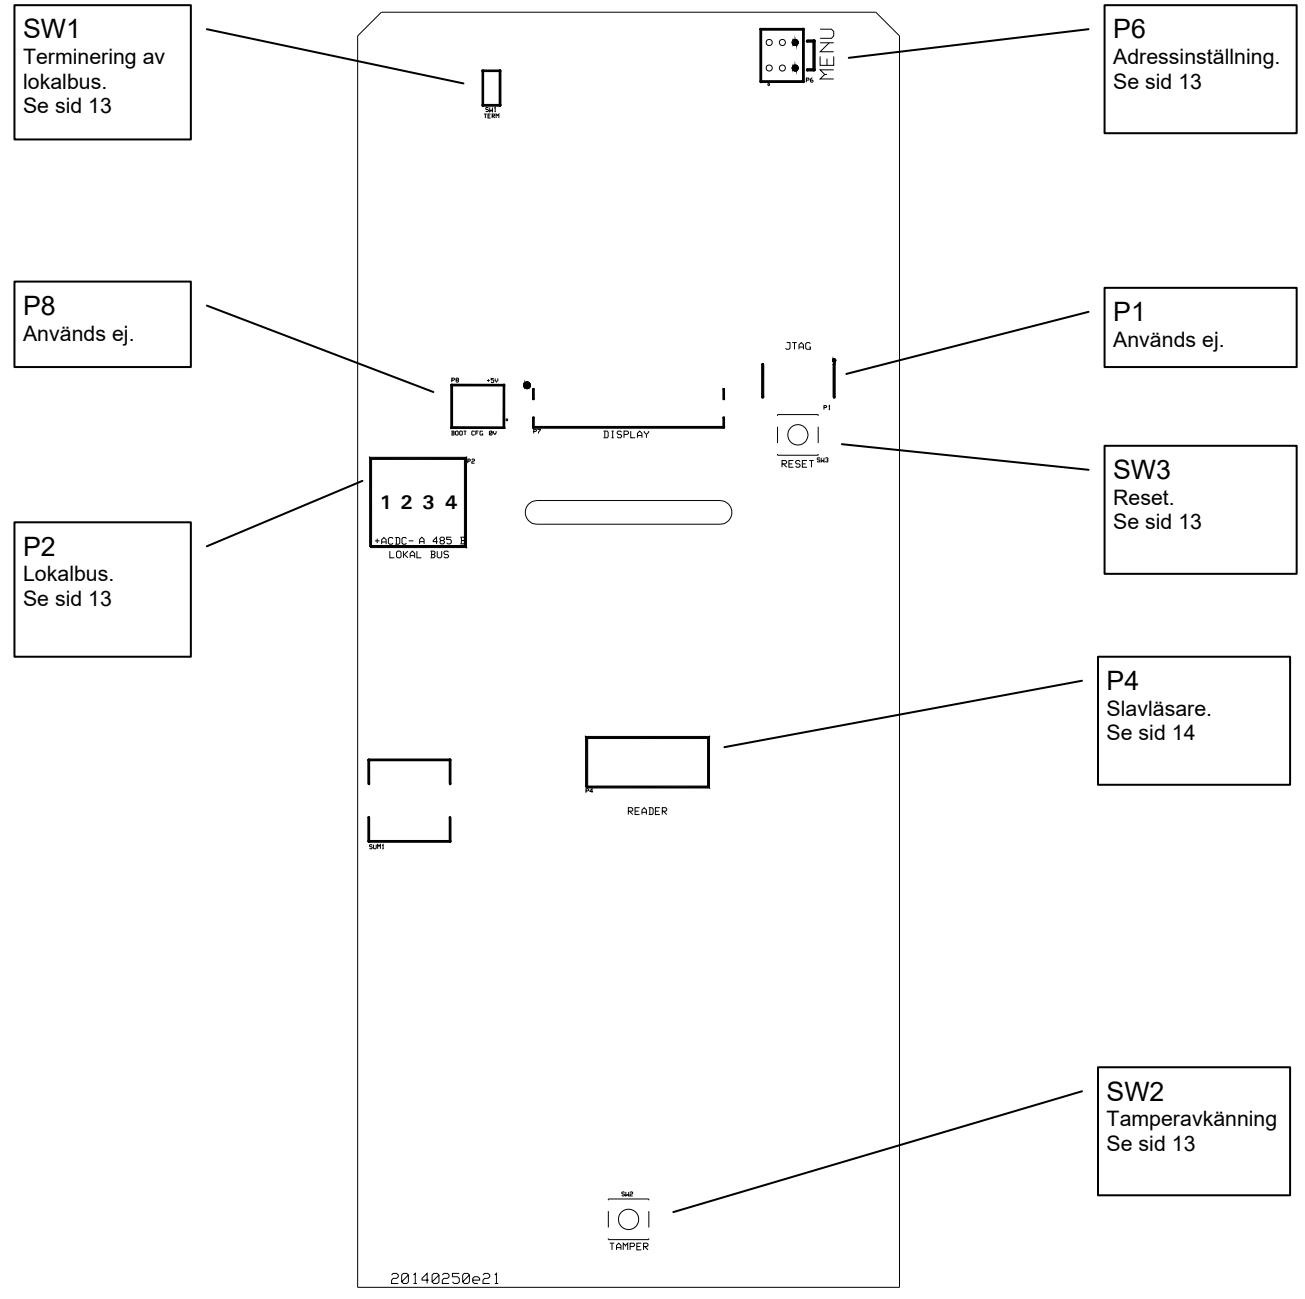 SW1
Terminering av
lokalbus.
Se sid 13
P6
Adressinställning.
Se sid 13
MENU
P6
SW1
TERM
P8
Används ej.
P1
Används ej.
JTAG
P1
P8 +5V
BOOT CFG 0V
P7
DISPLAY
RESET SW3
SW3
Reset.
Se sid 13
P2
1 2 3 4
+ACDC- A 485 B
LOKAL BUS
P2
Lokalbus.
Se sid 13
P4
Slavläsare.
Se sid 14
P4
READER
SUM1
SW2
Tamperavkänning
Se sid 13
SW2
TAMPER
20140250e21